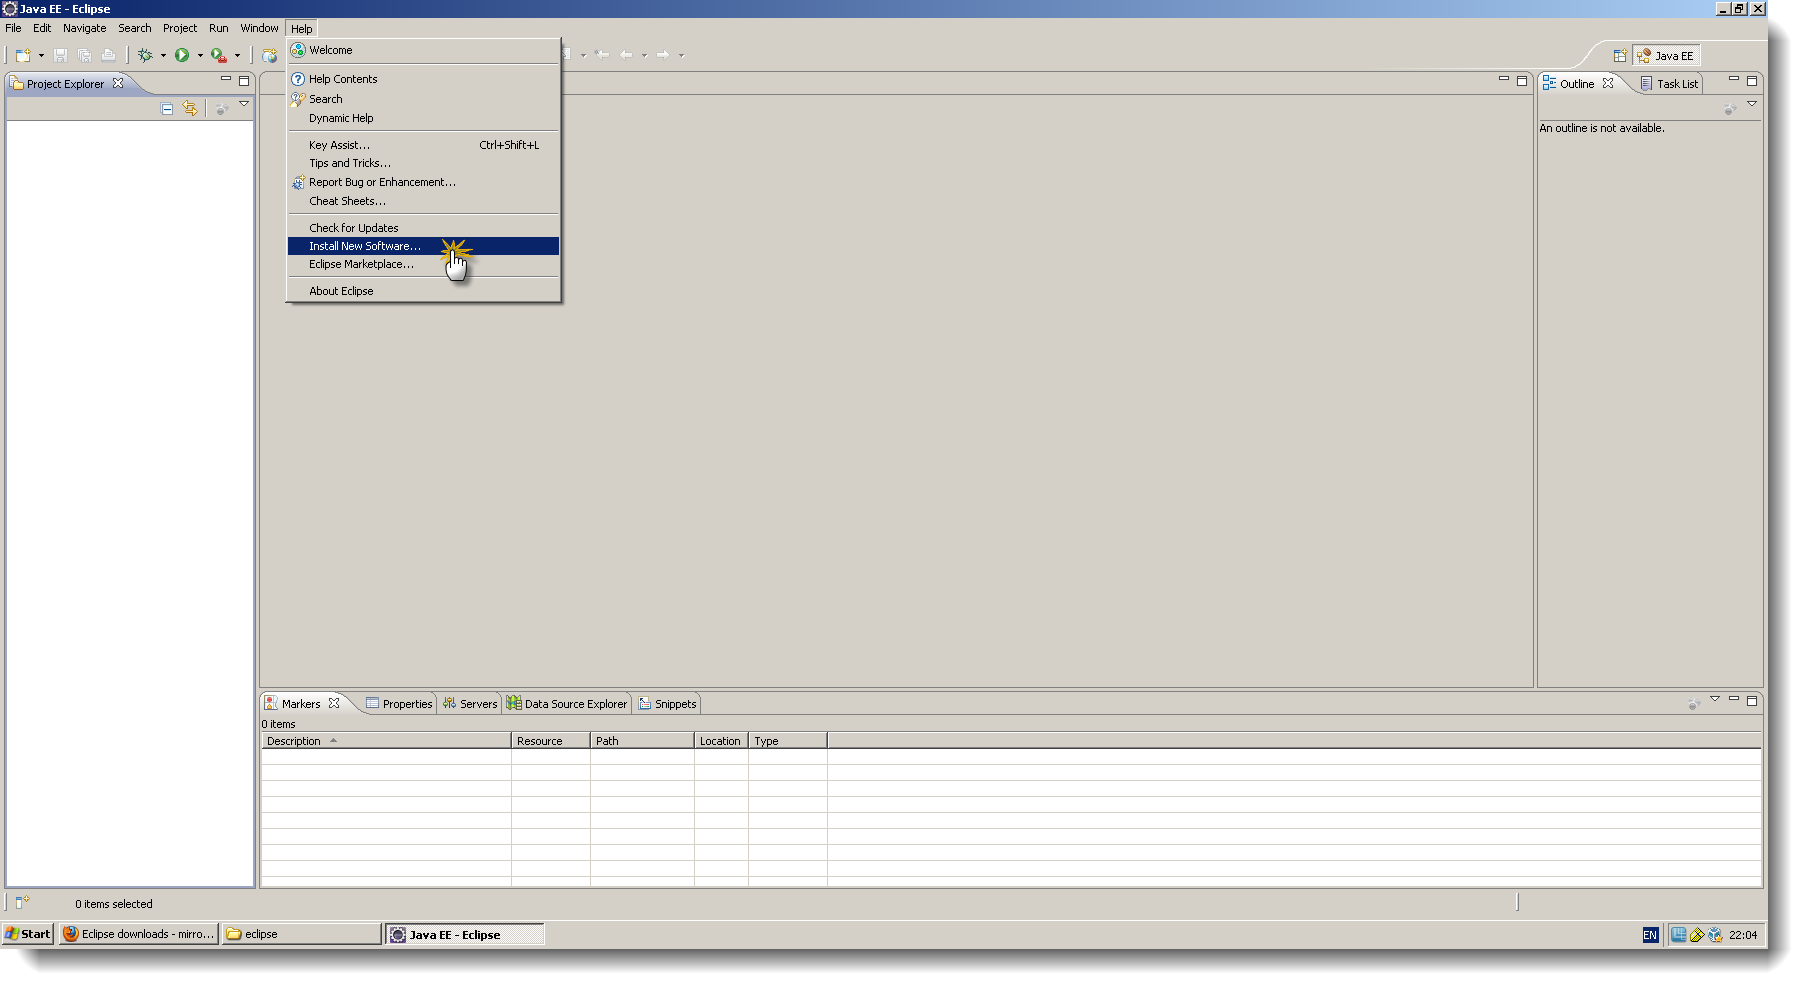 Java EE - Eclipse
File Edit Navigate Search Project Run Window Help
Java EE
Project Explorer
Welcome
Help Contents
Search
Dynamic Help
Key Assist... Ctrl+Shift+L
Tips and Tricks...
Report Bug or Enhancement...
Cheat Sheets...
Check for Updates
Install New Software...
Eclipse Marketplace...
About Eclipse
Outline Task List
An outline is not available.
Markers Properties Servers Data Source Explorer Snippets
0 items
Description Resource Path Location Type
0 items selected
Start Eclipse downloads - mirro... eclipse Java EE - Eclipse EN 22:04